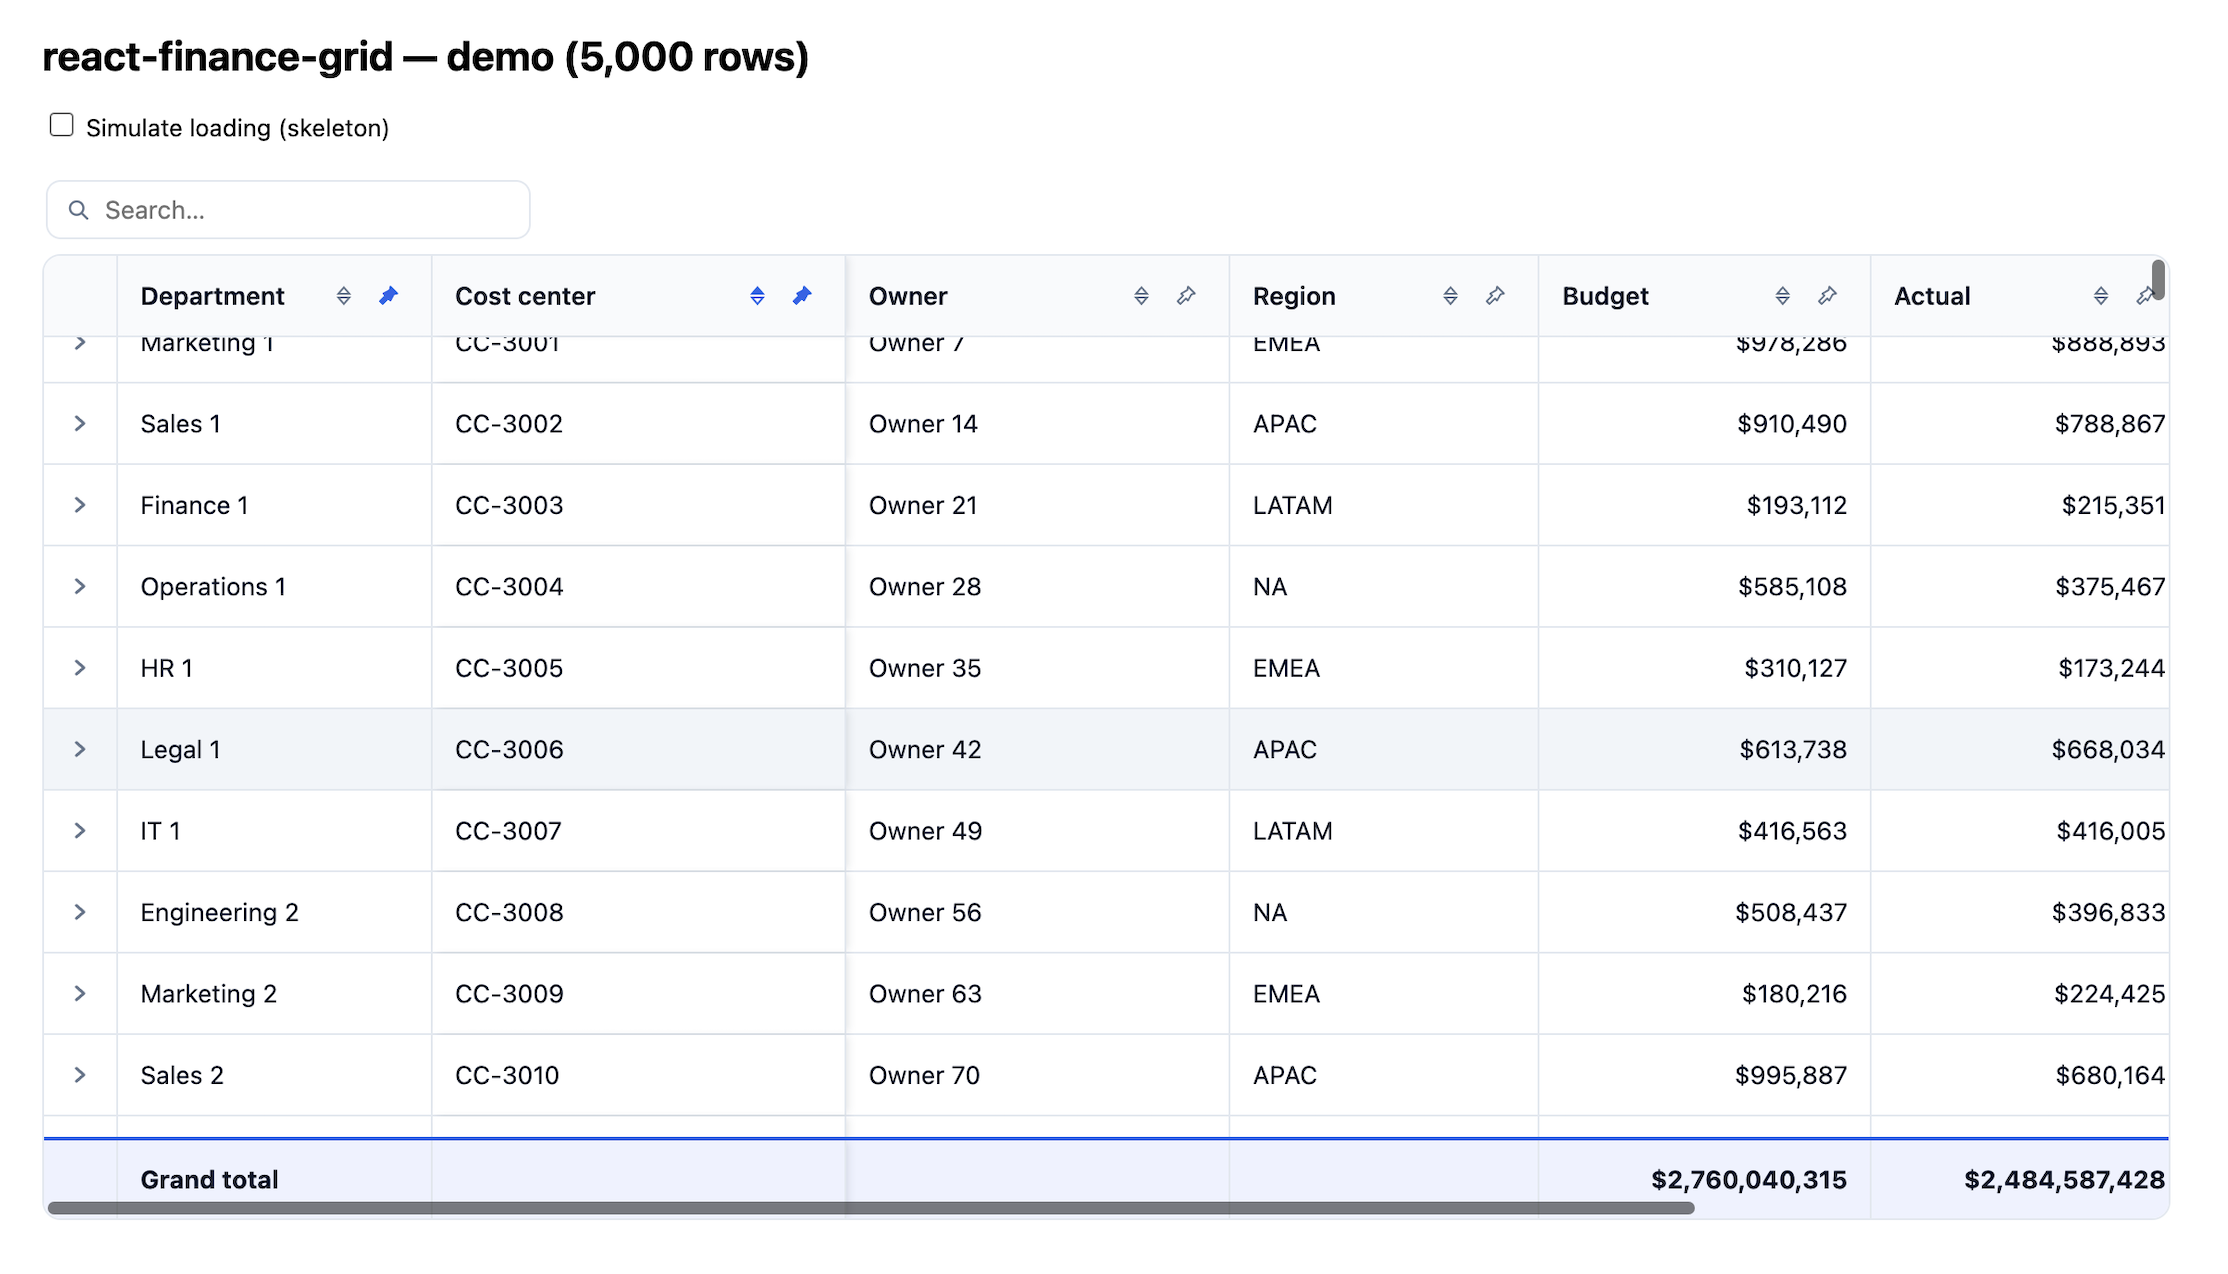 react-finance-grid — demo (5,000 rows)
Simulate loading (skeleton)
Search...
Department Cost center Owner Region Budget Actual
Marketing 1 CC-3001 Owner 7 EMEA $978,286 $888,893
Sales 1 CC-3002 Owner 14 APAC $910,490 $788,867
Finance 1 CC-3003 Owner 21 LATAM $193,112 $215,351
Operations 1 CC-3004 Owner 28 NA $585,108 $375,467
HR 1 CC-3005 Owner 35 EMEA $310,127 $173,244
Legal 1 CC-3006 Owner 42 APAC $613,738 $668,034
IT 1 CC-3007 Owner 49 LATAM $416,563 $416,005
Engineering 2 CC-3008 Owner 56 NA $508,437 $396,833
Marketing 2 CC-3009 Owner 63 EMEA $180,216 $224,425
Sales 2 CC-3010 Owner 70 APAC $995,887 $680,164
Grand total $2,760,040,315 $2,484,587,428